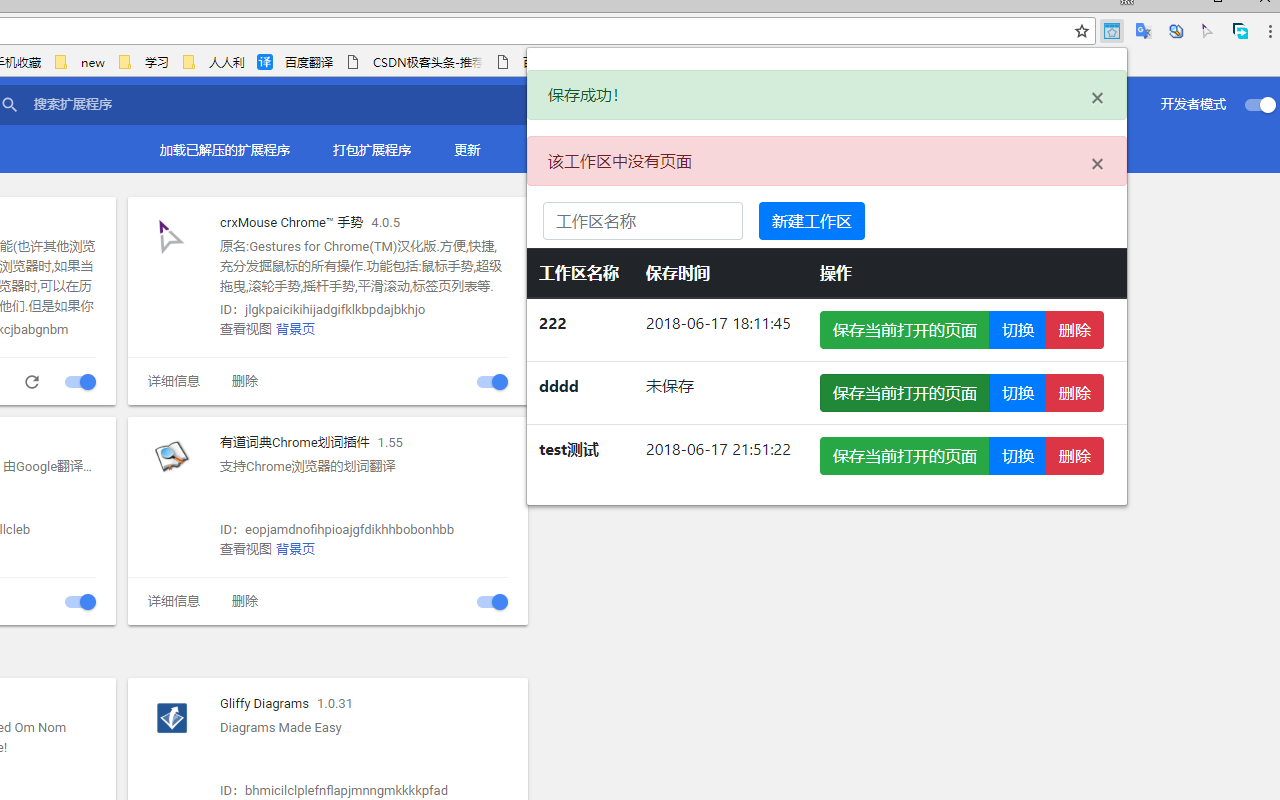 手机收藏 new 学习 人人利 译 百度翻译 CSDN极客头条-推荐
搜索扩展程序
开发者模式
加载已解压的扩展程序 打包扩展程序 更新
保存成功! ×
该工作区中没有页面 ×
工作区名称 新建工作区
工作区名称 保存时间 操作
222 2018-06-17 18:11:45 保存当前打开的页面 切换 删除
dddd 未保存 保存当前打开的页面 切换 删除
test测试 2018-06-17 21:51:22 保存当前打开的页面 切换 删除
能(也许其他浏览
浏览器时,如果当
览器时,可以在历
他们.但是如果你
kcjbabgnbm
crxMouse Chrome™ 手势 4.0.5
原名:Gestures for Chrome(TM)汉化版.方便,快捷,
充分发掘鼠标的所有操作.功能包括:鼠标手势,超级
拖曳,滚轮手势,摇杆手势,平滑滚动,标签页列表等.
ID：jlgkpaicikihijadgifklkbpdajbkhjo
查看视图 背景页
详细信息 删除
由Google翻译...
llcleb
有道词典Chrome划词插件 1.55
支持Chrome浏览器的划词翻译
ID：eopjamdnofihpioajgfdikhhbobonhbb
查看视图 背景页
详细信息 删除
ed Om Nom
e!
Gliffy Diagrams 1.0.31
Diagrams Made Easy
ID：bhmicilclplefnflapjmnngmkkkkpfad